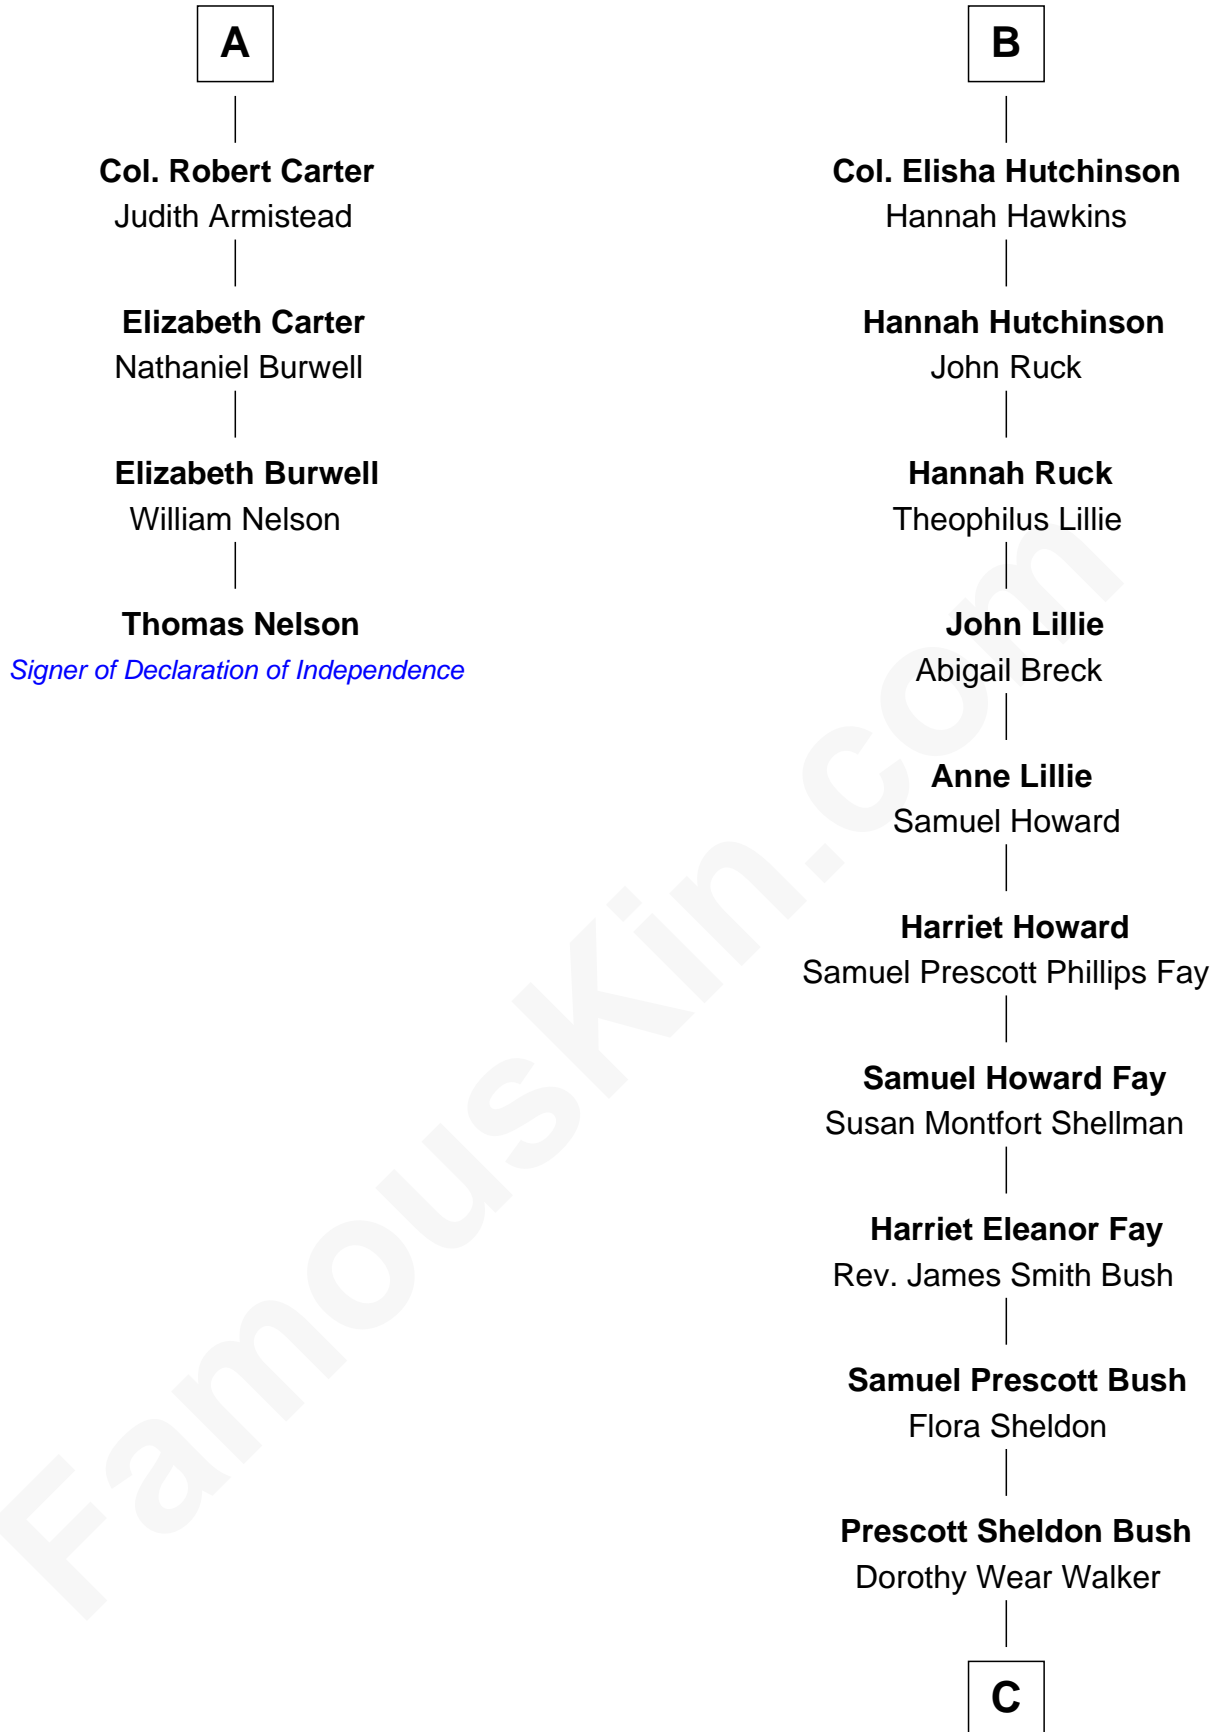 A
Col. Robert Carter
Judith Armistead
Elizabeth Carter
Nathaniel Burwell
Elizabeth Burwell
William Nelson
Thomas Nelson
Signer of Declaration of Independence
B
Col. Elisha Hutchinson
Hannah Hawkins
Hannah Hutchinson
John Ruck
Hannah Ruck
Theophilus Lillie
John Lillie
Abigail Breck
Anne Lillie
Samuel Howard
Harriet Howard
Samuel Prescott Phillips Fay
Samuel Howard Fay
Susan Montfort Shellman
Harriet Eleanor Fay
Rev. James Smith Bush
Samuel Prescott Bush
Flora Sheldon
Prescott Sheldon Bush
Dorothy Wear Walker
C
FamousKin.com